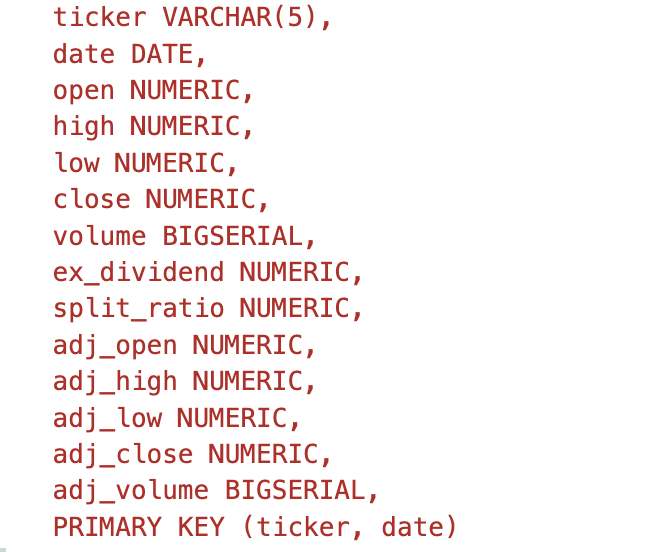 ticker VARCHAR(5),
date DATE,
open NUMERIC,
high NUMERIC,
low NUMERIC,
close NUMERIC,
volume BIGSERIAL,
ex_dividend NUMERIC,
split_ratio NUMERIC,
adj_open NUMERIC,
adj_high NUMERIC,
adj_low NUMERIC,
adj_close NUMERIC,
adj_volume BIGSERIAL,
PRIMARY KEY (ticker, date)